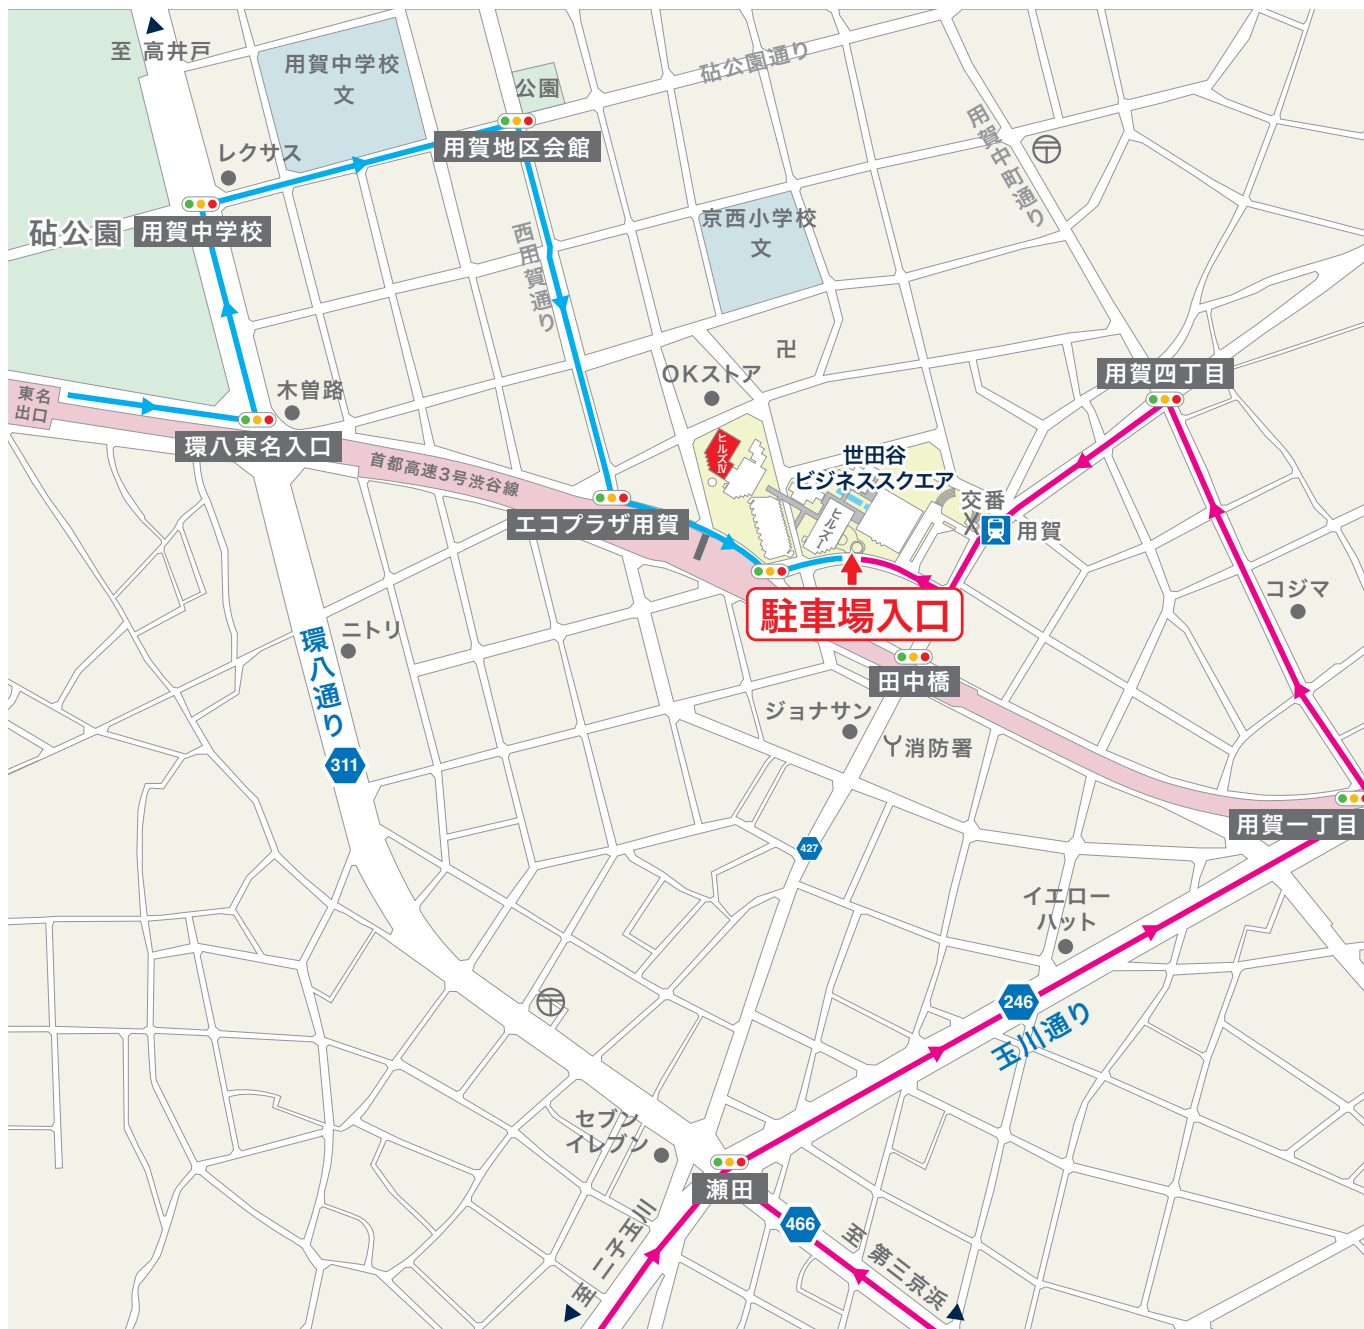 至 高井戸
用賀中学校
文
公園
砧公園通り
用賀中町通り
レクサス
用賀地区会館
砧公園
用賀中学校
西用賀通り
京西小学校
文
卍
OKストア
用賀四丁目
東名
出口
木曽路
環八東名入口
首都高速3号渋谷線
ヒルズⅣ
世田谷
ビジネススクエア
ヒルズⅠ
交番
用賀
エコプラザ用賀
駐車場入口
コジマ
ニトリ
環八通り
311
田中橋
ジョナサン
消防署
427
用賀一丁目
イエロー
ハット
246
玉川通り
セブン
イレブン
瀬田
466
至 二子玉三
至 第三京浜